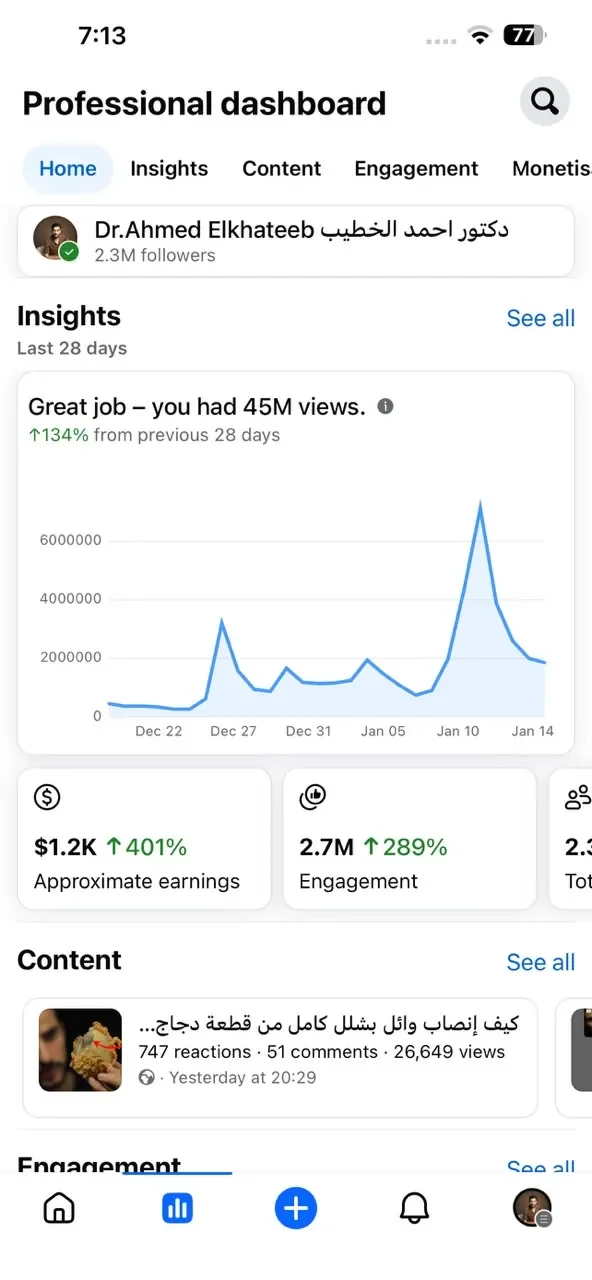 7:13
77
Professional dashboard
Home Insights Content Engagement Monetis
Dr.Ahmed Elkhateeb دكتور احمد الخطيب
2.3M followers
Insights
See all
Last 28 days
Great job – you had 45M views.
↑134% from previous 28 days
6000000
4000000
2000000
0
Dec 22 Dec 27 Dec 31 Jan 05 Jan 10 Jan 14
$1.2K ↑401%
Approximate earnings
2.7M ↑289%
Engagement
2.3
Tot
Content
See all
كيف إنصاب وائل بشلل كامل من قطعة دجاج...
747 reactions · 51 comments · 26,649 views
· Yesterday at 20:29
Engagement
See all